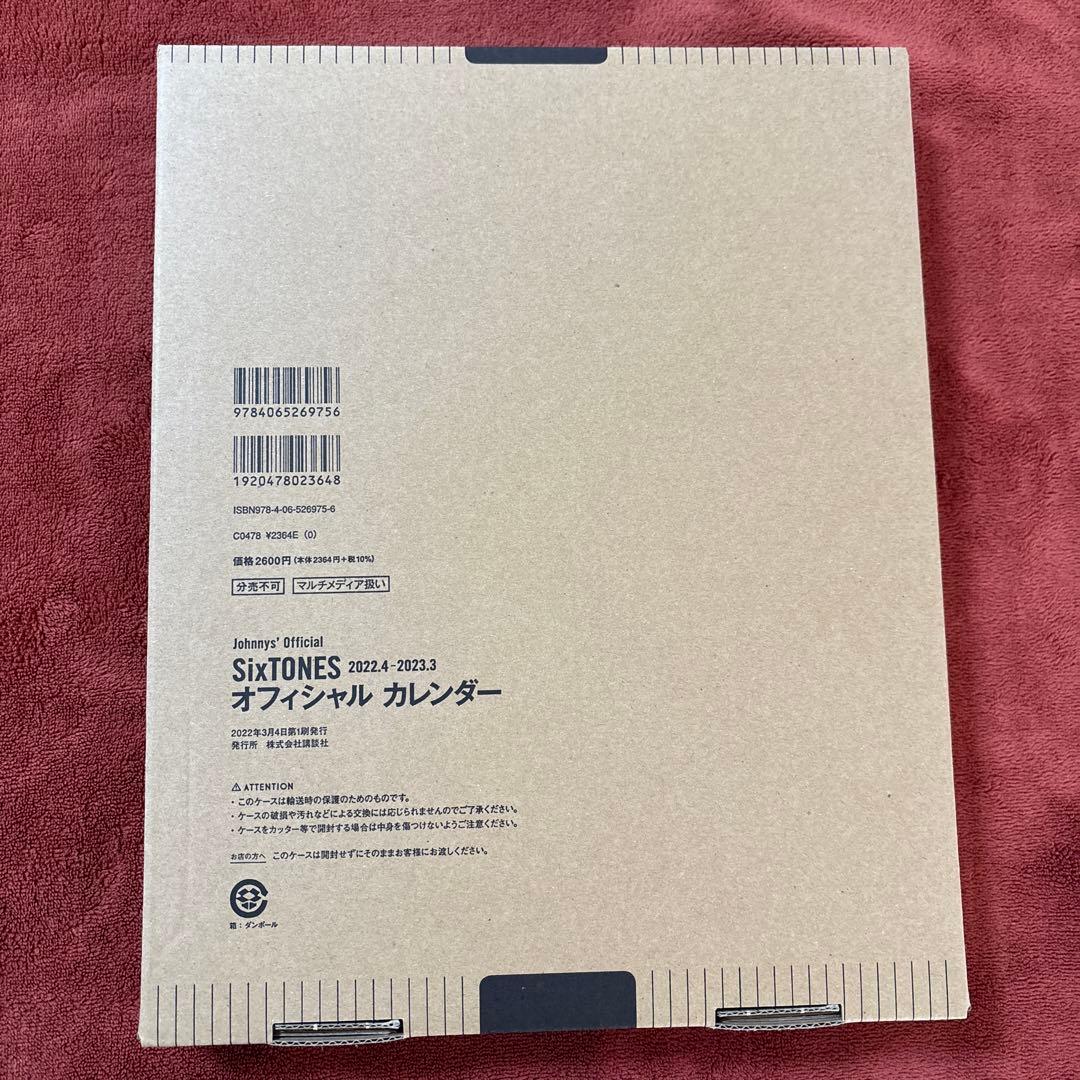 9784065269756
1920478023648
ISBN978-4-06-526975-6
C0478 ¥2364E (0)
価格2600円(本体2364円+税10%)
分売不可 マルチメディア扱い
Johnnys' Official
SixTONES 2022.4-2023.3
オフィシャル カレンダー
2022年3月4日第1刷発行
発行所 株式会社講談社
⚠ ATTENTION
・このケースは輸送時の保護のためのものです。
・ケースの破損や汚れなどによる交換には応じられませんのでご了承ください。
・ケースをカッター等で開封する場合は中身を傷つけないようご注意ください。
お店の方へ このケースは開封せずにそのままお客様にお渡しください。
箱:ダンボール